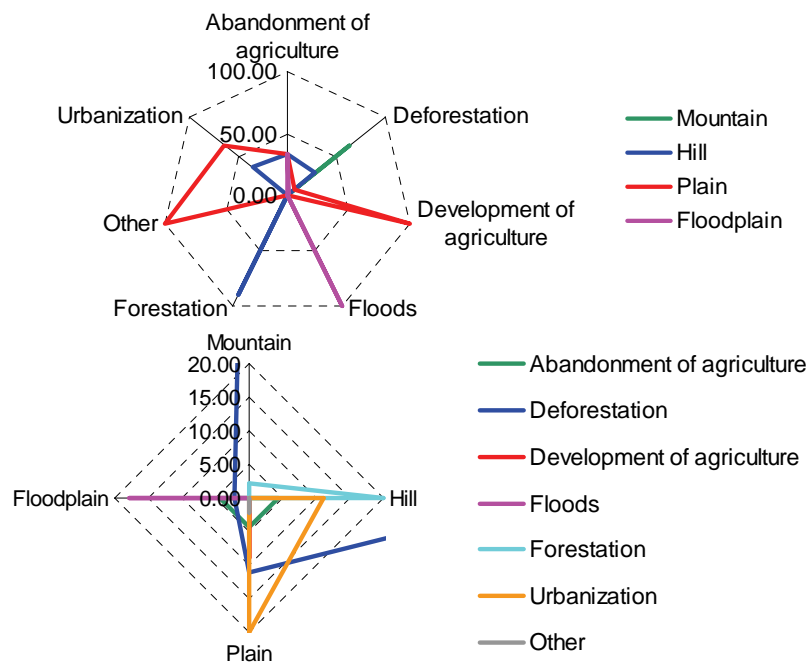 Abandonment of
agriculture
100.00
Urbanization
Deforestation
50.00
0.00
Other
Development of
agriculture
Forestation
Floods
Mountain
Hill
Plain
Floodplain
Mountain
20.00
15.00
10.00
5.00
Floodplain
0.00
Hill
Plain
Abandonment of agriculture
Deforestation
Development of agriculture
Floods
Forestation
Urbanization
Other